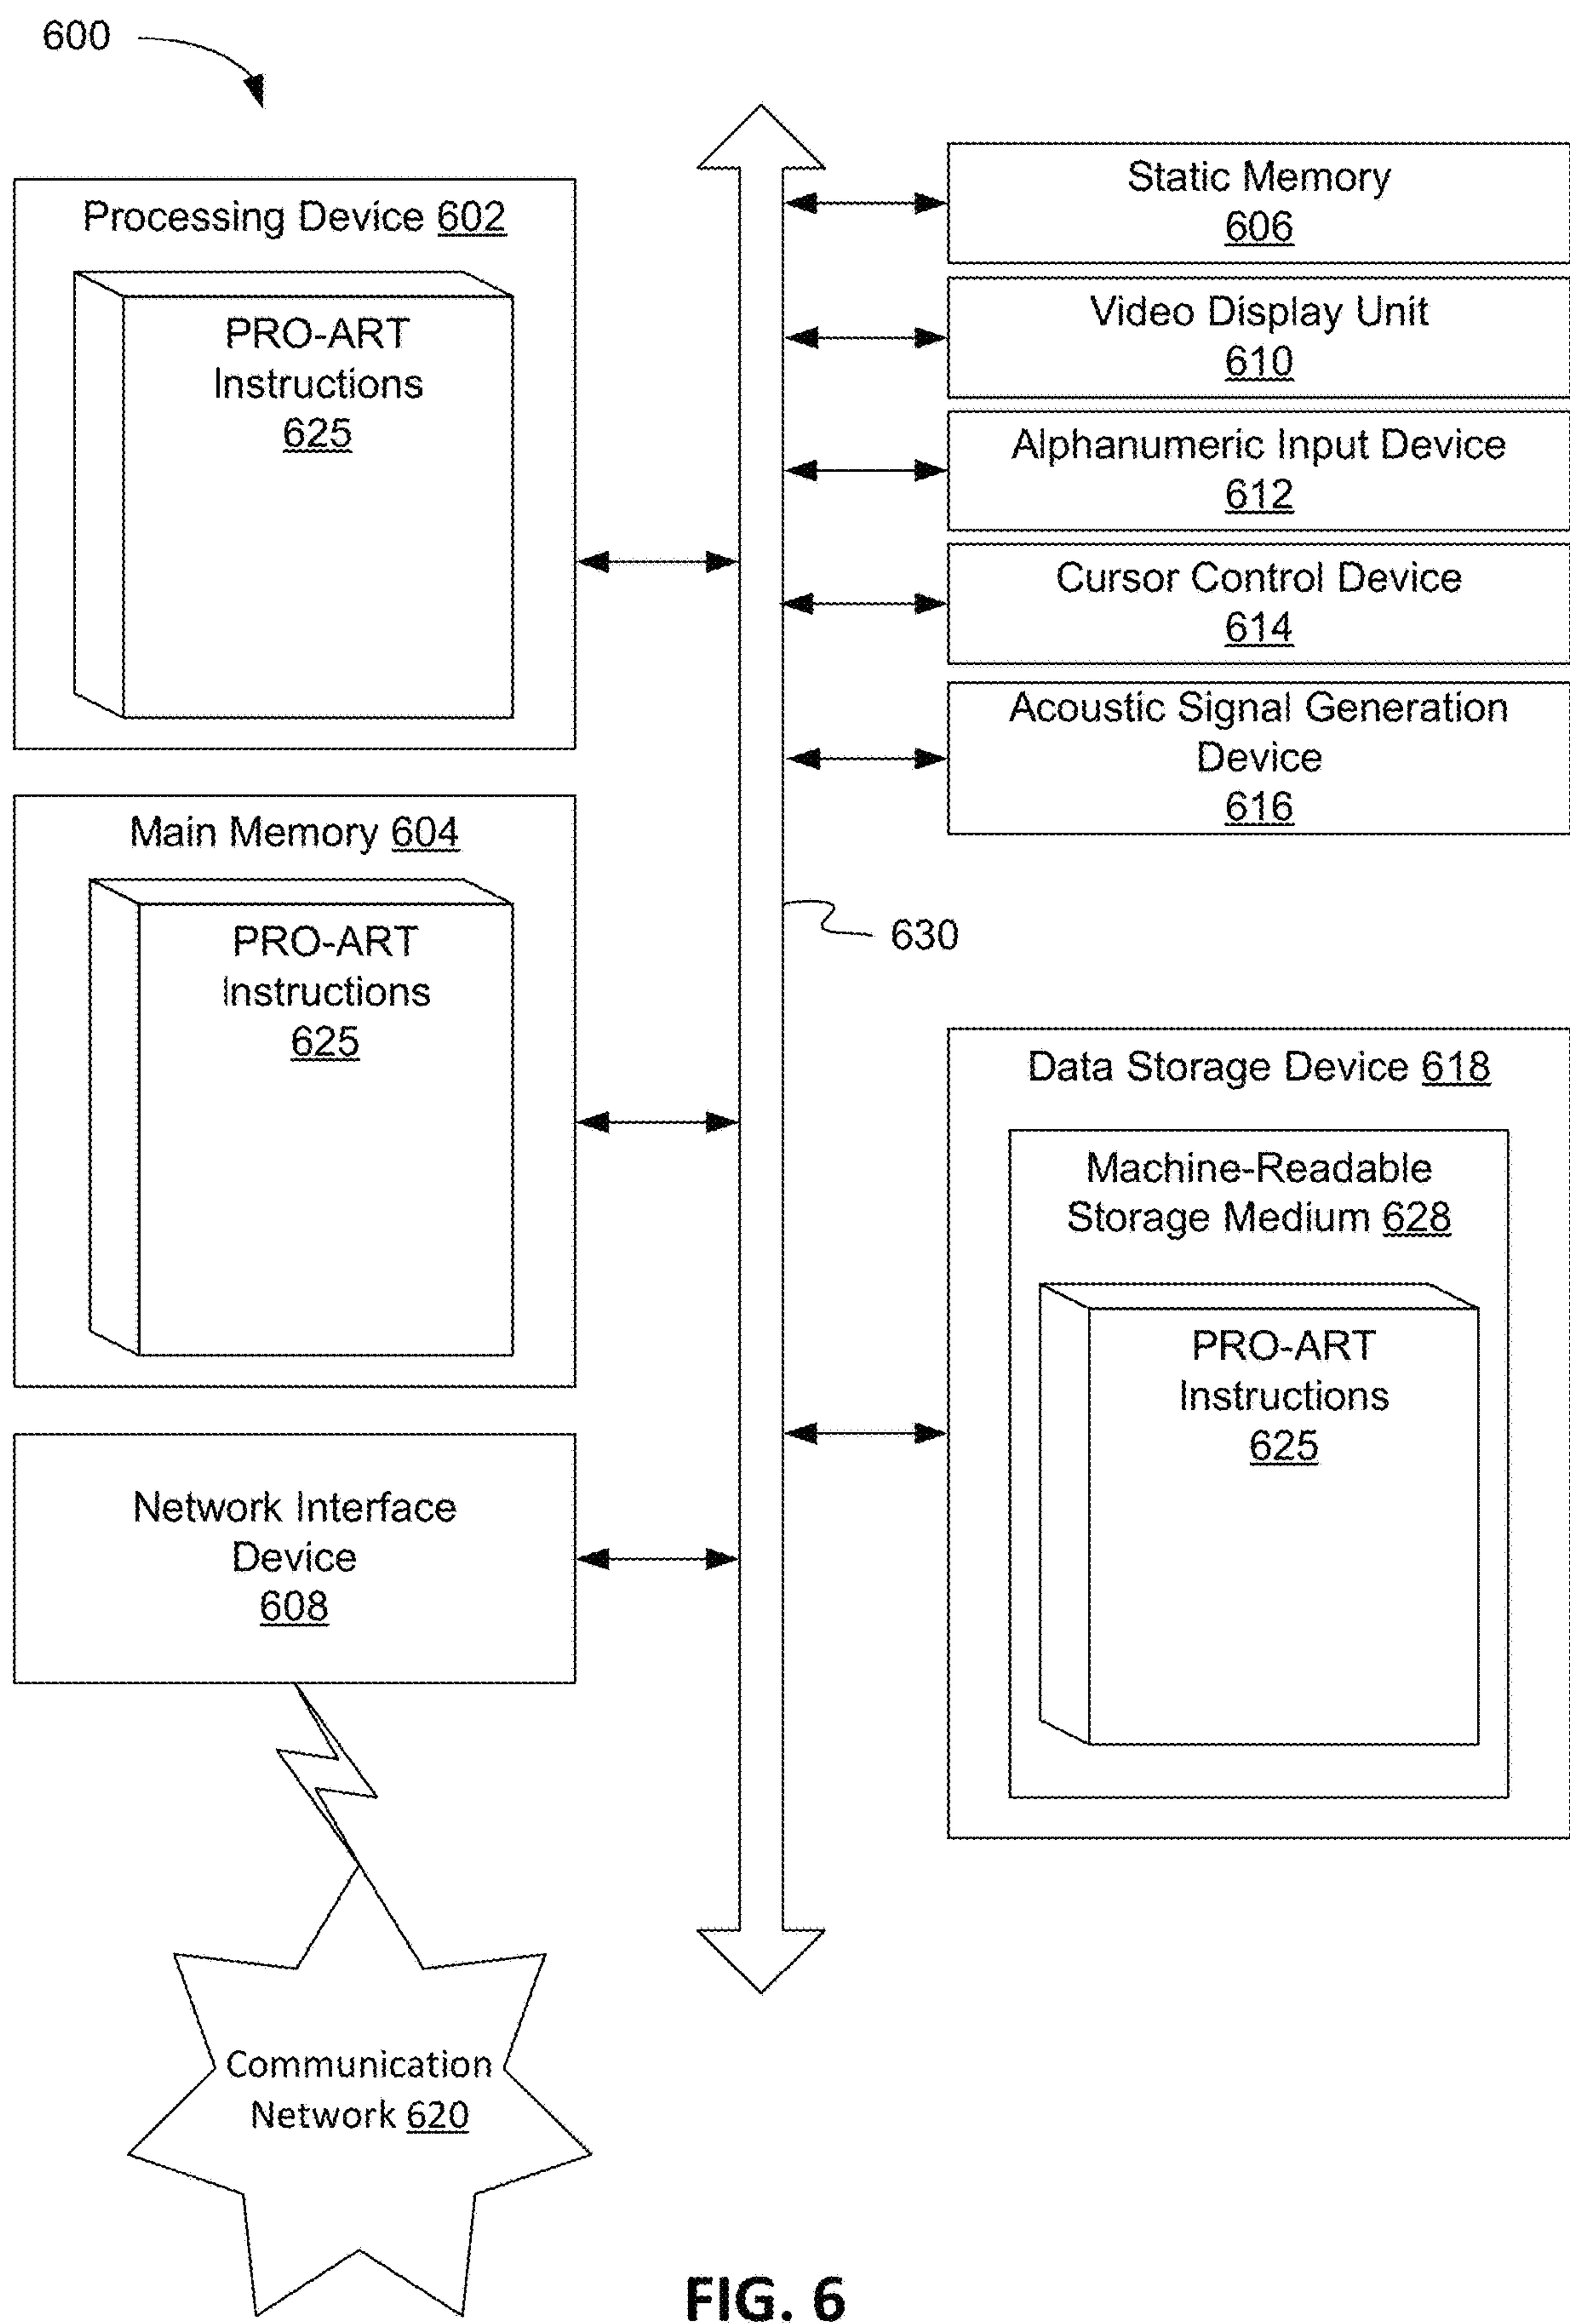 600
Processing Device 602
PRO-ART
Instructions
625
Main Memory 604
PRO-ART
Instructions
625
Network Interface
Device
608
Communication
Network 620
Static Memory
606
Video Display Unit
610
Alphanumeric Input Device
612
Cursor Control Device
614
Acoustic Signal Generation
Device
616
630
Data Storage Device 618
Machine-Readable
Storage Medium 628
PRO-ART
Instructions
625
FIG. 6